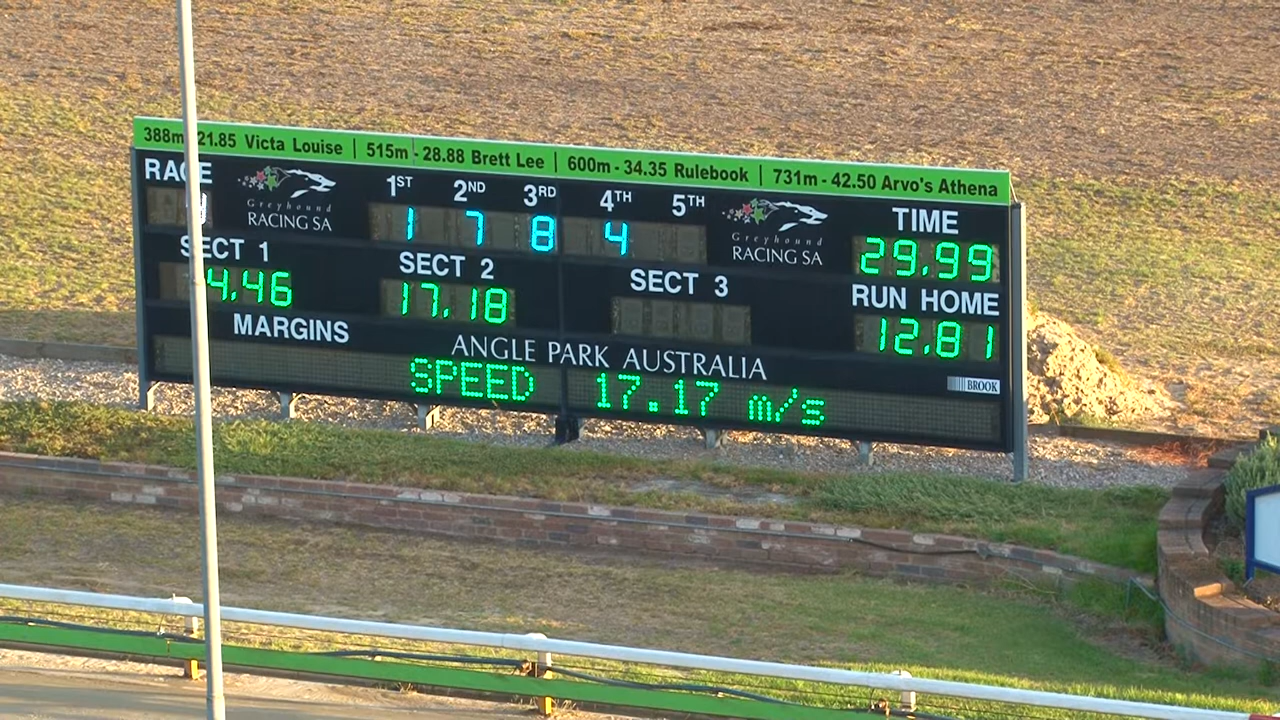 388m 21.85 Victa Louise | 515m - 28.88 Brett Lee | 600m - 34.35 Rulebook | 731m - 42.50 Arvo's Athena
RACE Greyhound RACING SA 1ST 2ND 3RD 4TH 5TH Greyhound RACING SA TIME
1 7 8 4 29.99
SECT 1 SECT 2 SECT 3 RUN HOME
4.46 17.18 12.81
MARGINS ANGLE PARK AUSTRALIA
BROOK
SPEED 17.17 m/s